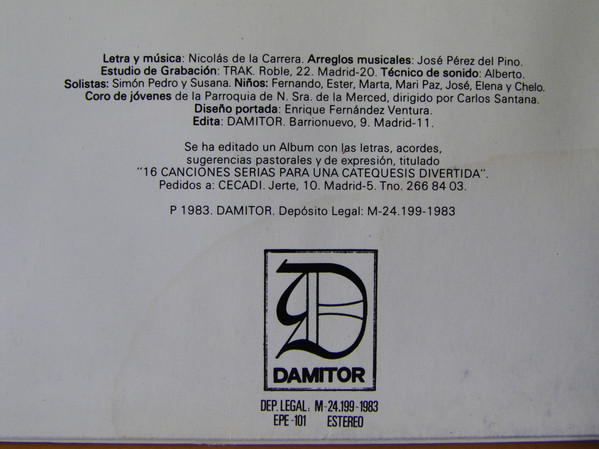 Letra y música: Nicolás de la Carrera. Arreglos musicales: José Pérez del Pino.
Estudio de Grabación: TRAK. Roble, 22. Madrid-20. Técnico de sonido: Alberto.
Solistas: Simón Pedro y Susana. Niños: Fernando, Ester, Marta, Mari Paz, José, Elena y Chelo.
Coro de jóvenes de la Parroquia de N. Sra. de la Merced, dirigido por Carlos Santana.
Diseño portada: Enrique Fernández Ventura.
Edita: DAMITOR. Barrionuevo, 9. Madrid-11.
Se ha editado un Album con las letras, acordes,
sugerencias pastorales y de expresión, titulado
"16 CANCIONES SERIAS PARA UNA CATEQUESIS DIVERTIDA".
Pedidos a: CECADI. Jerte, 10. Madrid-5. Tno. 266 84 03.
P 1983. DAMITOR. Depósito Legal: M-24.199-1983
D
DAMITOR
DEP. LEGAL: M-24.199-1983
EPE-101 ESTEREO